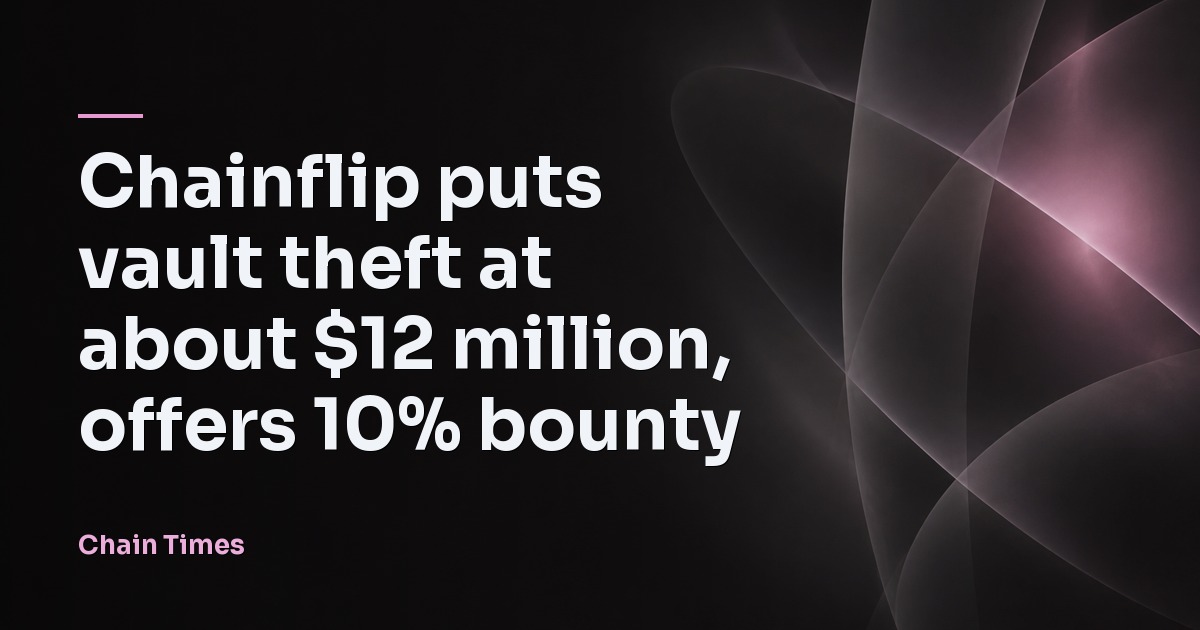 Chainflip puts
vault theft at
about $12 million,
offers 10% bounty
Chain Times